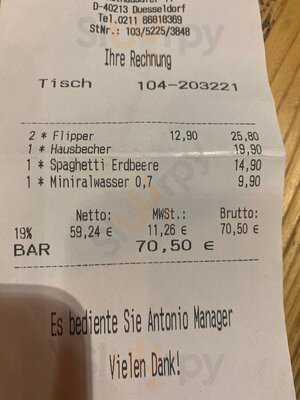 D-40213 Duesseldorf
Tel.0211 86818369
StNr.: 103/5225/3848
Ihre Rechnung
Tisch 104-203221
2 * Flipper 12,90 25,80
1 * Hausbecher 19,90
1 * Spaghetti Erdbeere 14,90
1 * Miniralwasser 0,7 9,90
Netto: MWSt.: Brutto:
19% 59,24 € 11,26 € 70,50 €
BAR 70,50 €
Es bediente Sie Antonio Manager
Vielen Dank!